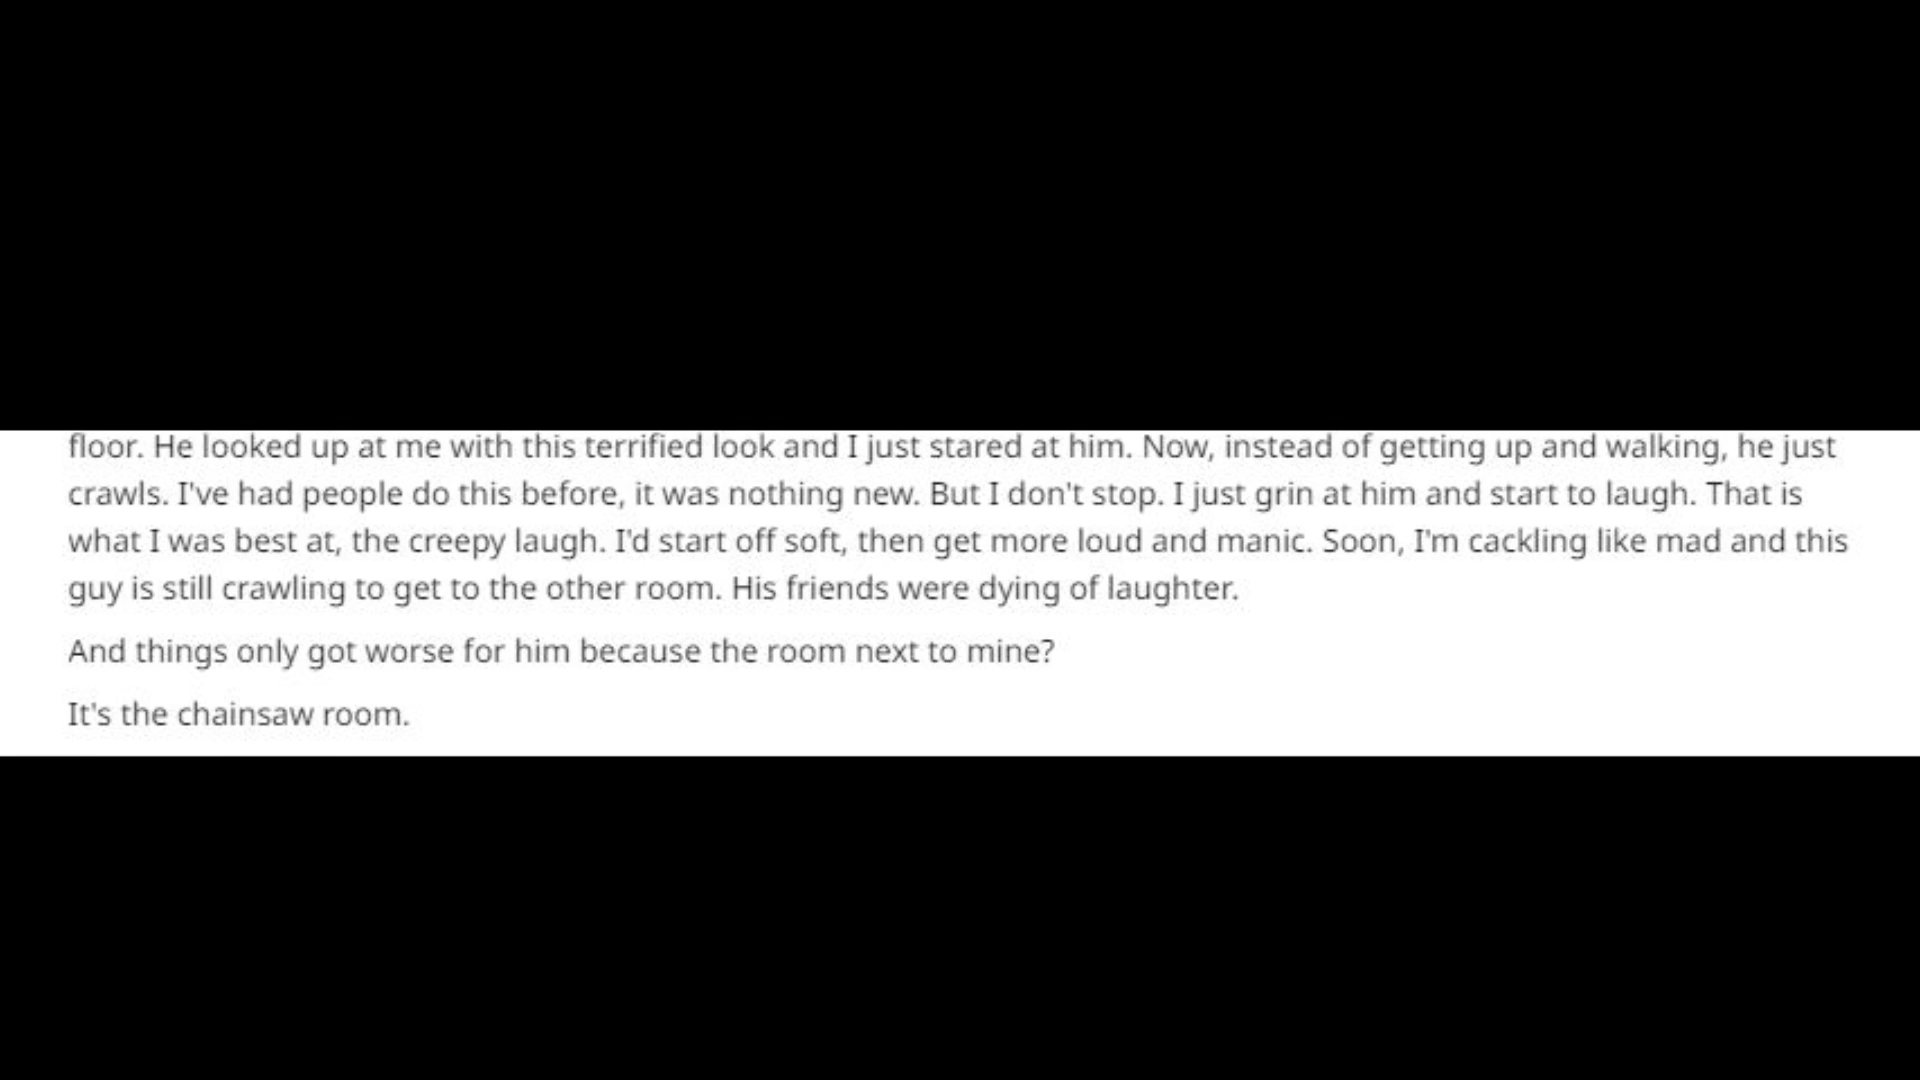 floor. He looked up at me with this terrified look and I just stared at him. Now, instead of getting up and walking, he just
crawls. I've had people do this before, it was nothing new. But I don't stop. I just grin at him and start to laugh. That is
what I was best at, the creepy laugh. I'd start off soft, then get more loud and manic. Soon, I'm cackling like mad and this
guy is still crawling to get to the other room. His friends were dying of laughter.
And things only got worse for him because the room next to mine?
It's the chainsaw room.